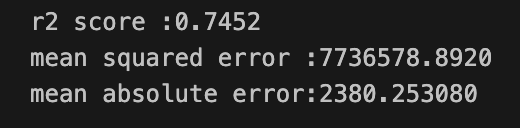 r2 score :0.7452
mean squared error :7736578.8920
mean absolute error:2380.253080